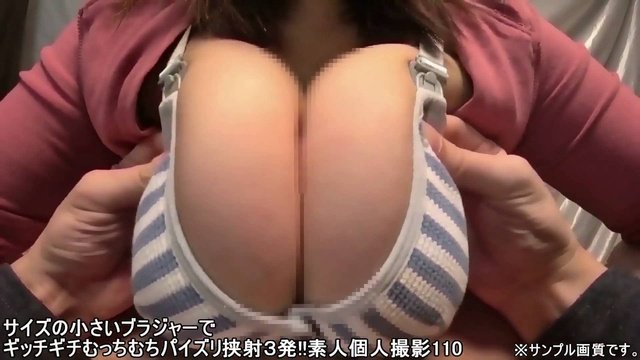 サイズの小さいブラジャーで
ギッチギチむっちむちパイズリ挟射3発!!素人個人撮影110
※サンプル画質です。